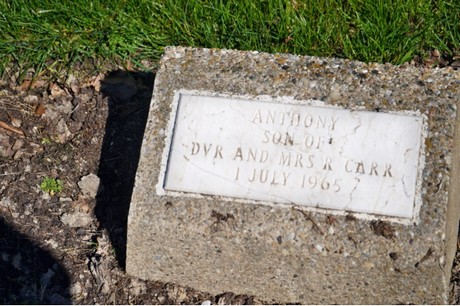 ANTHONY
SON OF
DVR AND MRS R CARR
1 JULY 1965